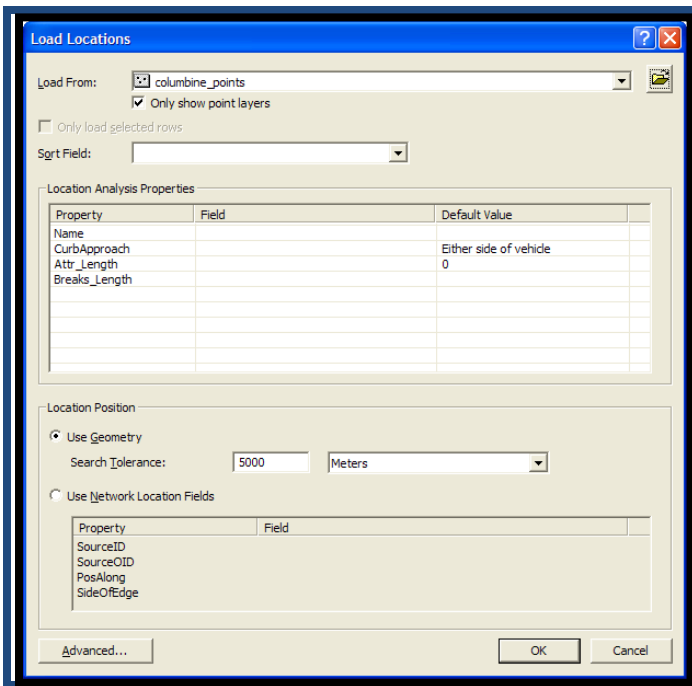 Load Locations
Load From: columbine_points
Only show point layers
Only load selected rows
Sort Field:
Location Analysis Properties
Property Field Default Value
Name
CurbApproach Either side of vehicle
Attr_Length 0
Breaks_Length
Location Position
Use Geometry
Search Tolerance: 5000 Meters
Use Network Location Fields
Property Field
SourceID
SourceOID
PosAlong
SideOfEdge
Advanced... OK Cancel